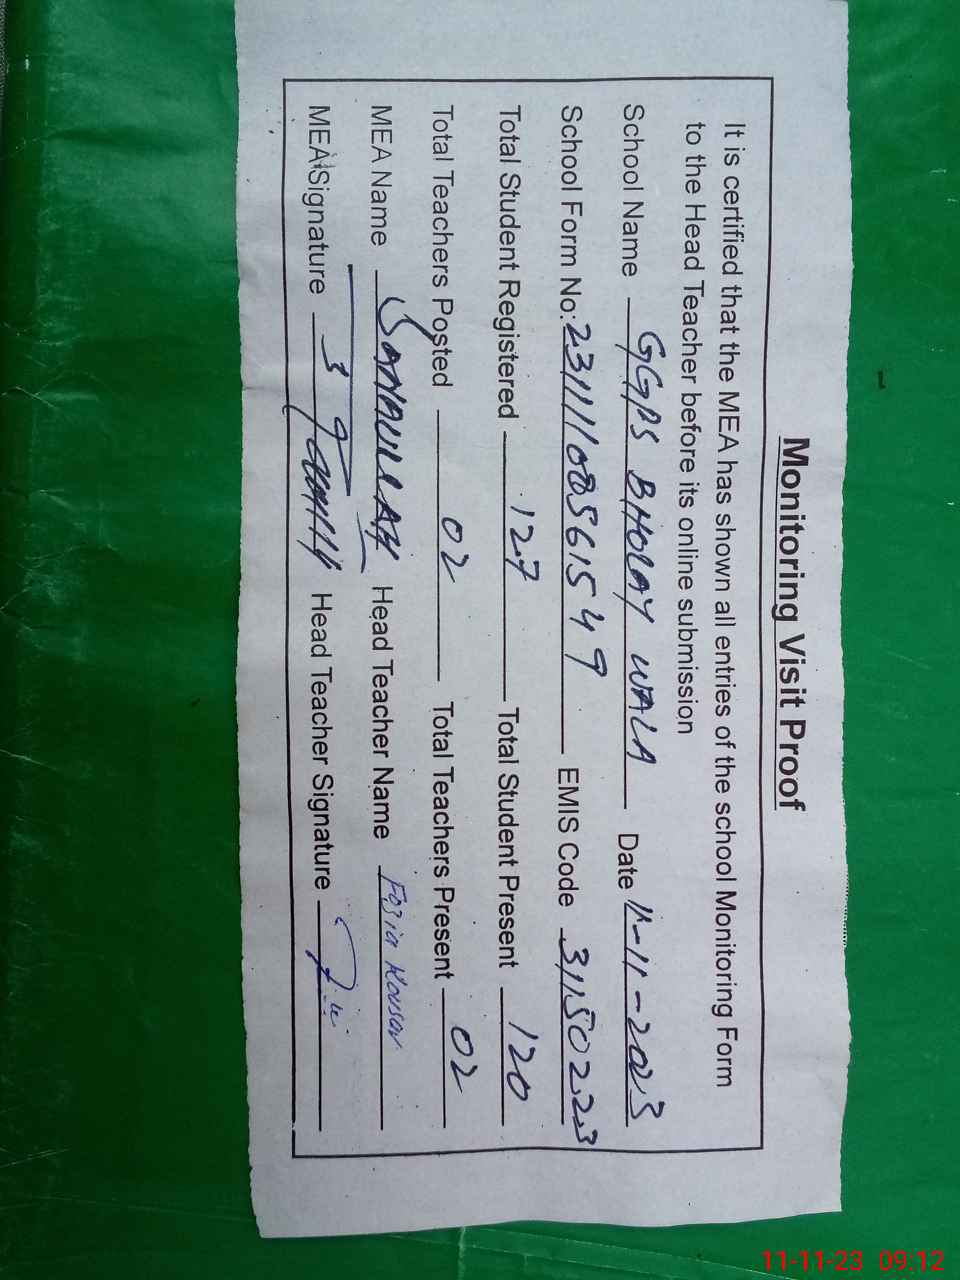 Monitoring Visit Proof
It is certified that the MEA has shown all entries of the school Monitoring Form
to the Head Teacher before its online submission
School Name GGPS BHOLAY WALA Date 11-11-2023
School Form No: EMIS Code 31150223
Total Student Registered 127 Total Student Present 120
Total Teachers Posted 02 Total Teachers Present 02
MEA Name SANAULLAH Head Teacher Name Fozia Kousar
MEA Signature Head Teacher Signature
11-11-23 09:12